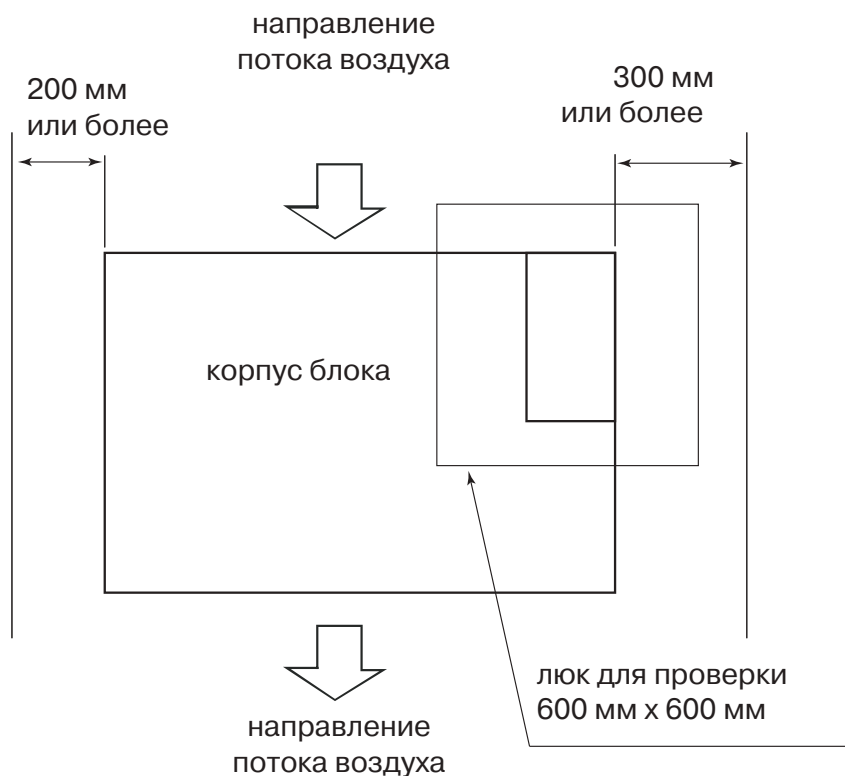 направление
потока воздуха
200 мм
или более
300 мм
или более
корпус блока
люк для проверки
600 мм х 600 мм
направление
потока воздуха